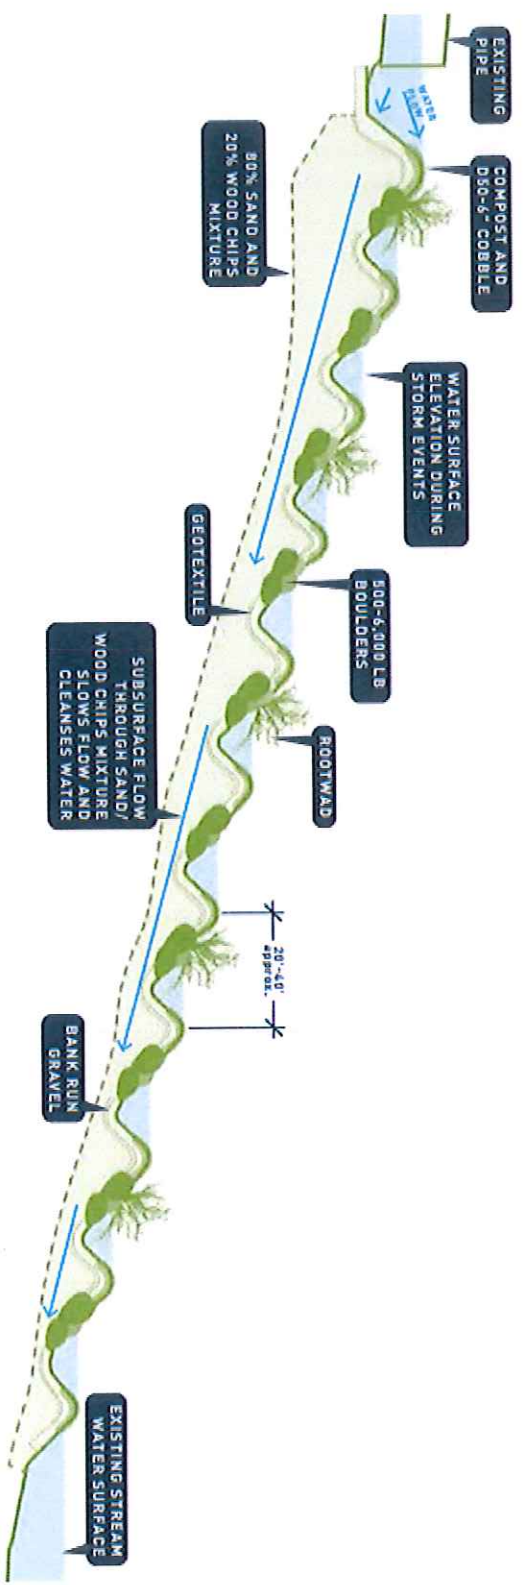 EXISTING
PIPE
WATER
FLOW
COMPOST AND
D50-6" COBBLE
80% SAND AND
20% WOOD CHIPS
MIXTURE
WATER SURFACE
ELEVATION DURING
STORM EVENTS
GEOTEXTILE
500-6,000 LB
BOULDERS
ROOTWAD
SUBSURFACE FLOW
THROUGH SAND/
WOOD CHIPS MIXTURE
SLOWS FLOW AND
CLEANSES WATER
20'-40'
approx.
BANK RUN
GRAVEL
EXISTING STREAM
WATER SURFACE